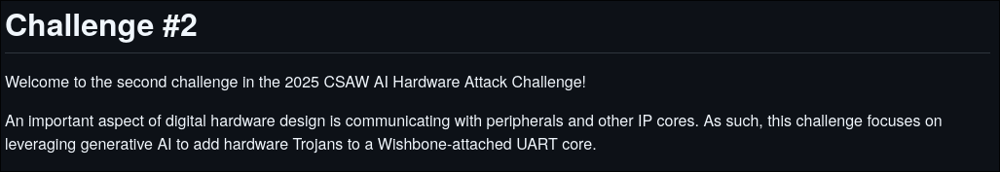 Challenge #2
Welcome to the second challenge in the 2025 CSAW AI Hardware Attack Challenge!
An important aspect of digital hardware design is communicating with peripherals and other IP cores. As such, this challenge focuses on
leveraging generative AI to add hardware Trojans to a Wishbone-attached UART core.